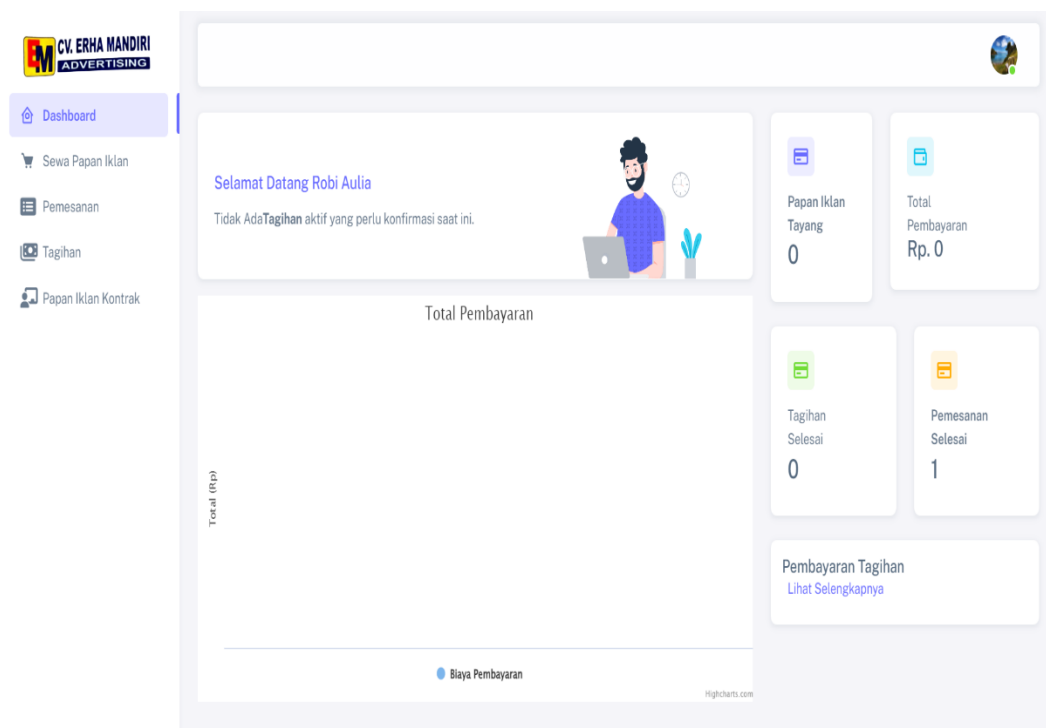 EM CV. ERHA MANDIRI
ADVERTISING
Dashboard
Sewa Papan Iklan
Pemesanan
Tagihan
Papan Iklan Kontrak
Selamat Datang Robi Aulia
Tidak AdaTagihan aktif yang perlu konfirmasi saat ini.
Papan Iklan
Tayang
0
Total
Pembayaran
Rp. 0
Total Pembayaran
Total (Rp)
Biaya Pembayaran
Highcharts.com
Tagihan
Selesai
0
Pemesanan
Selesai
1
Pembayaran Tagihan
Lihat Selengkapnya